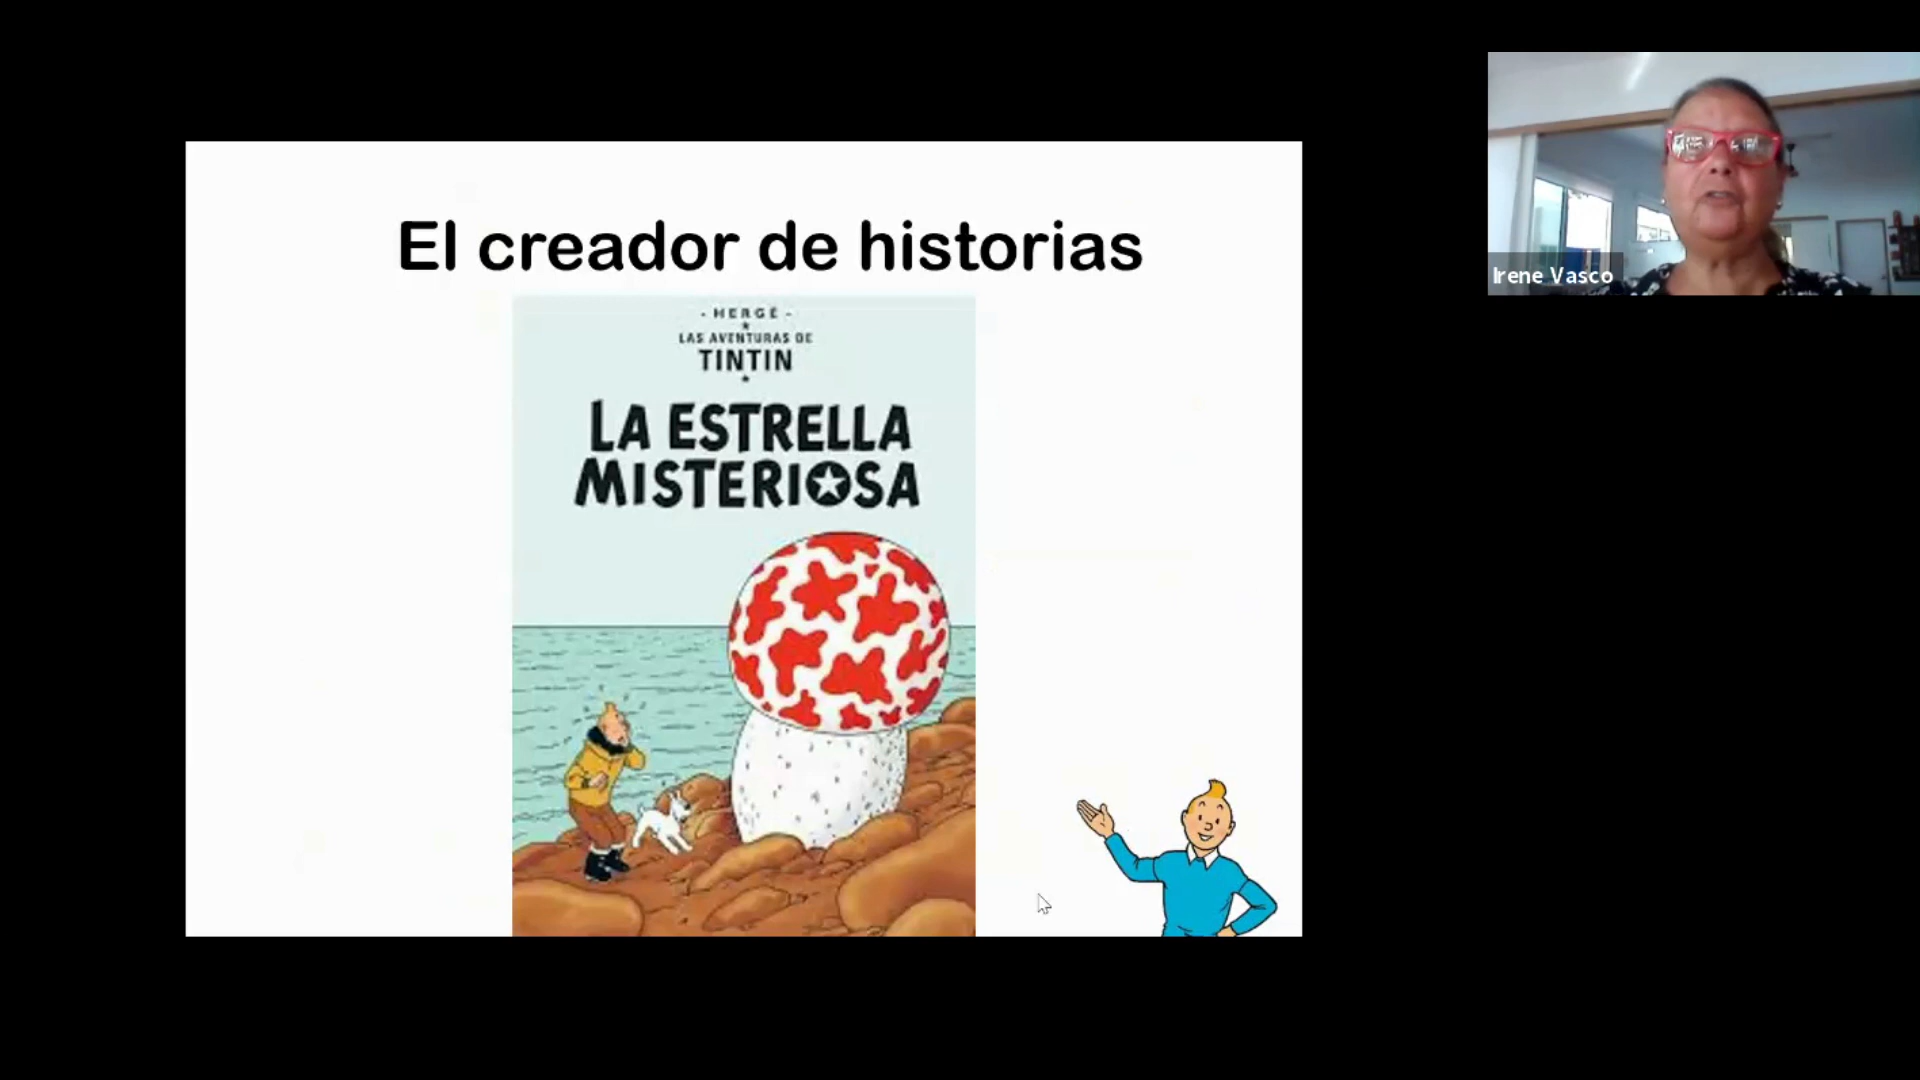 El creador de historias
- HERGÉ -
LAS AVENTURAS DE
TINTIN
LA ESTRELLA
MISTERIOSA
Irene Vasco